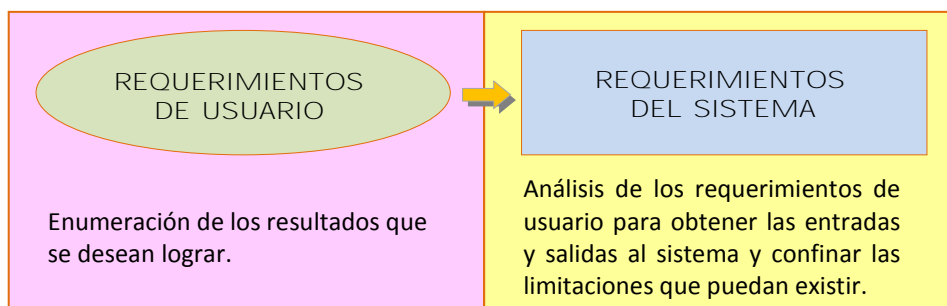 REQUERIMIENTOS
DE USUARIO
Enumeración de los resultados que
se desean lograr.
REQUERIMIENTOS
DEL SISTEMA
Análisis de los requerimientos de
usuario para obtener las entradas
y salidas al sistema y confinar las
limitaciones que puedan existir.